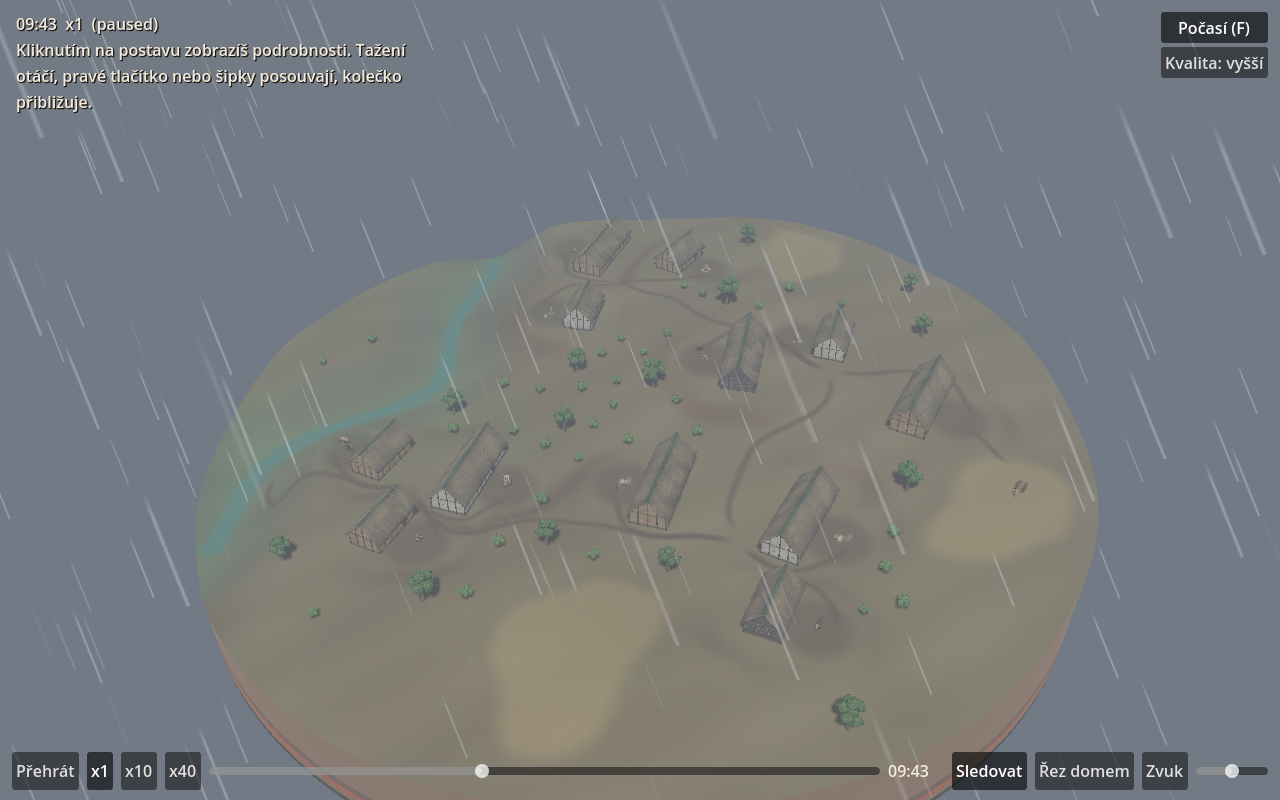 09:43 x1 (paused)
Kliknutím na postavu zobrazíš podrobnosti. Tažení
otáčí, pravé tlačítko nebo šipky posouvají, kolečko
přibližuje.
Počasí (F)
Kvalita: vyšší
Přehrát x1 x10 x40 09:43 Sledovat Řez domem Zvuk